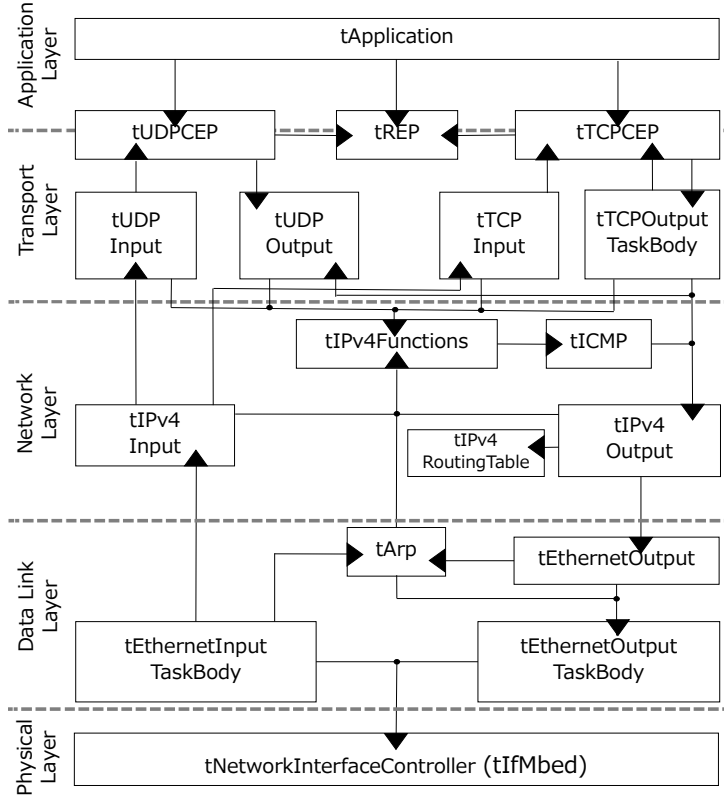 Application
Layer
tApplication
tUDPCEP
tREP
tTCPCEP
Transport
Layer
tUDP
Input
tUDP
Output
tTCP
Input
tTCPOutput
TaskBody
Network
Layer
tIPv4Functions
tICMP
tIPv4
Input
tIPv4
RoutingTable
tIPv4
Output
Data Link
Layer
tArp
tEthernetOutput
tEthernetInput
TaskBody
tEthernetOutput
TaskBody
Physical
Layer
tNetworkInterfaceController (tIfMbed)